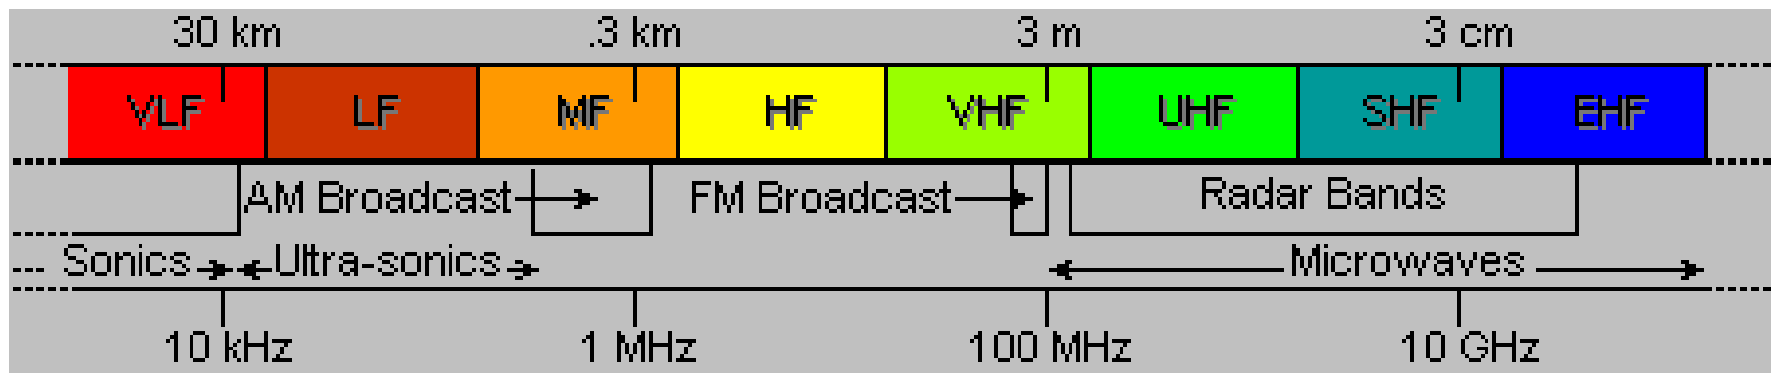 30 km .3 km 3 m 3 cm
VLF LF MF HF VHF UHF SHF EHF
AM Broadcast FM Broadcast Radar Bands
Sonics Ultra-sonics Microwaves
10 kHz 1 MHz 100 MHz 10 GHz